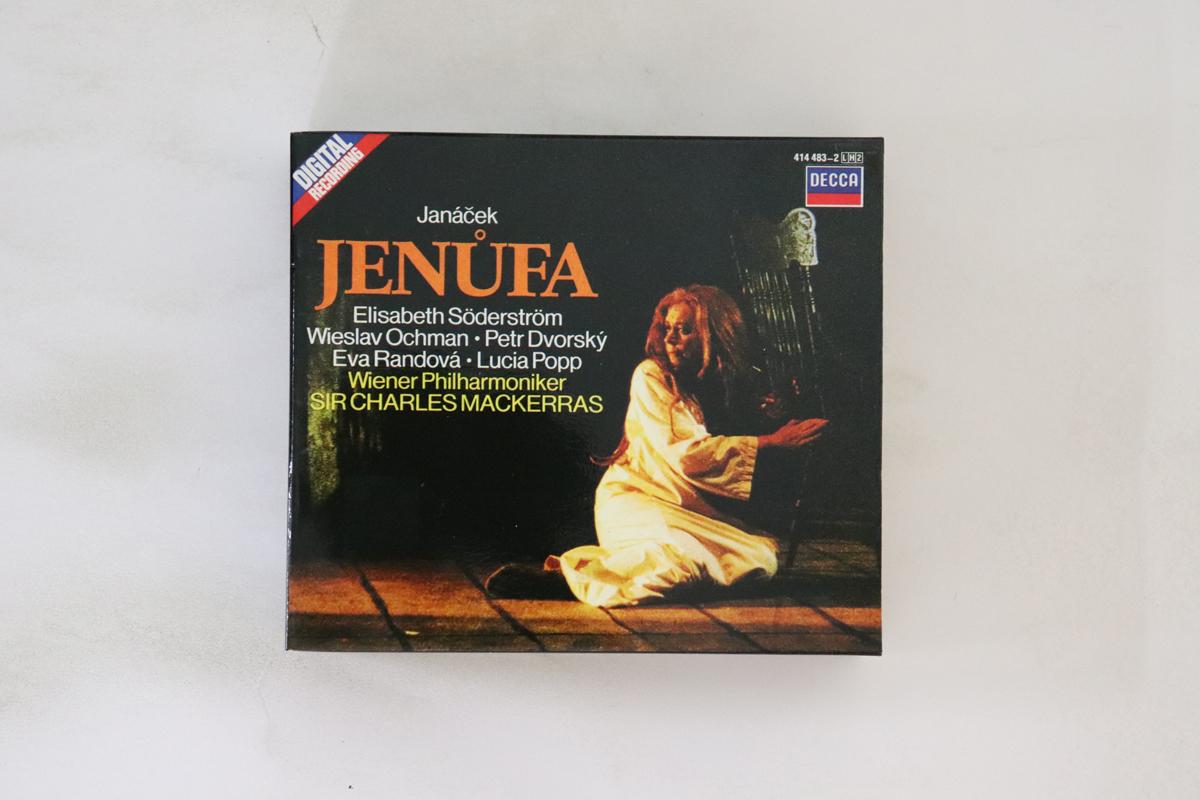 DIGITAL
RECORDING
414 483-2 LH2
DECCA
Janáček
JENŮFA
Elisabeth Söderström
Wieslav Ochman • Petr Dvorský
Eva Randová • Lucia Popp
Wiener Philharmoniker
SIR CHARLES MACKERRAS